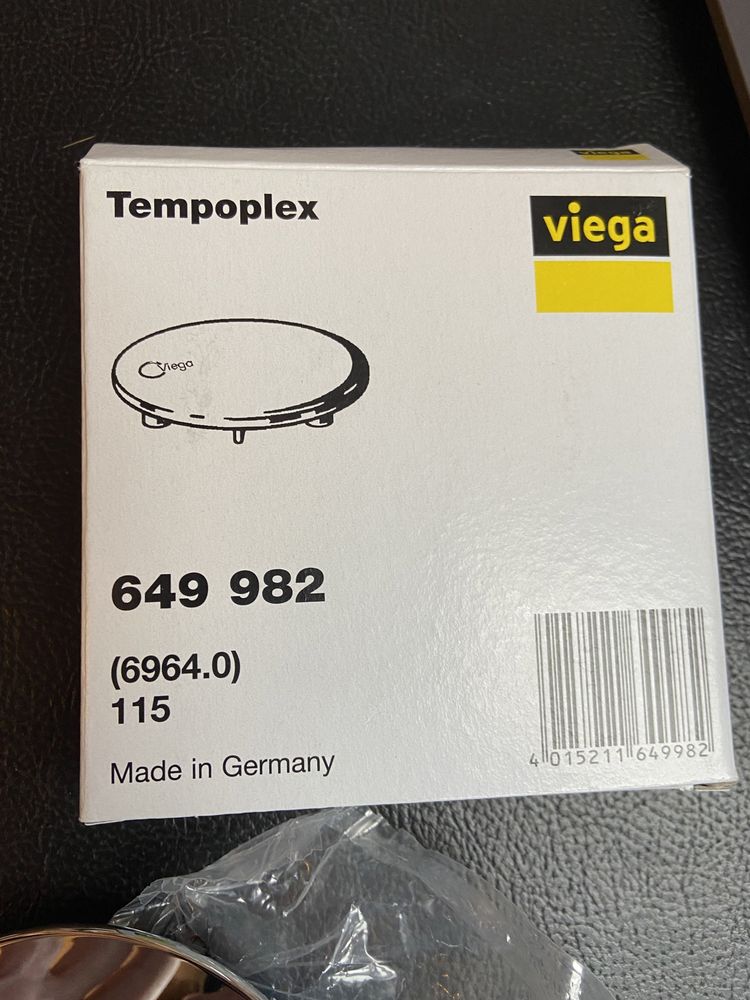 Tempoplex
viega
Viega
649 982
(6964.0)
115
Made in Germany
4 015211 649982